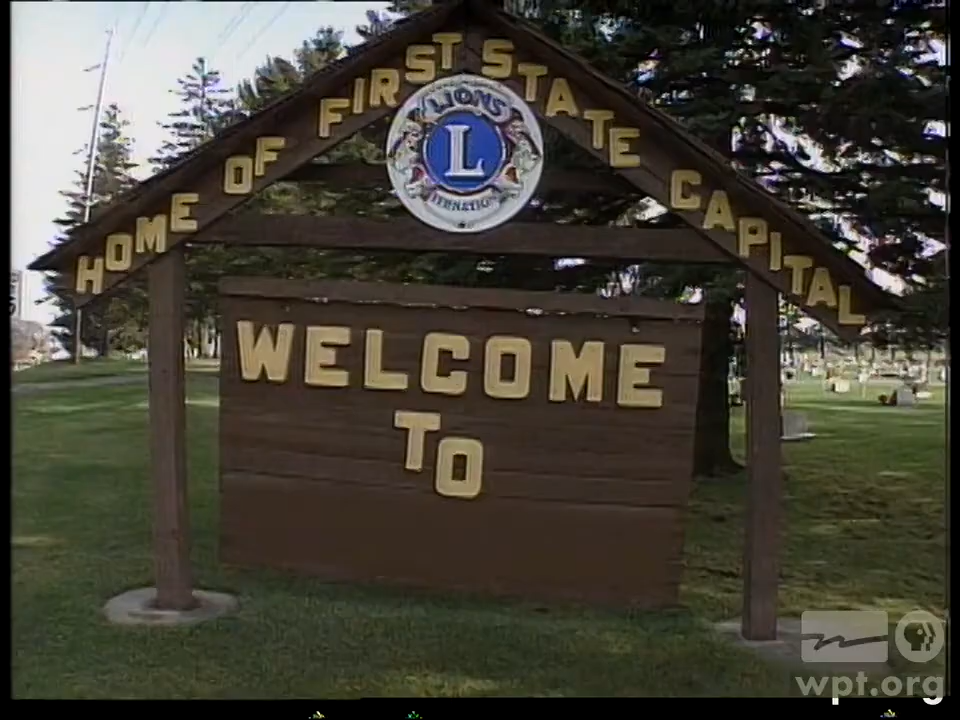 HOME OF FIRST STATE CAPITAL
LIONS
L
INTERNATIONAL
WELCOME
TO
wpt.org